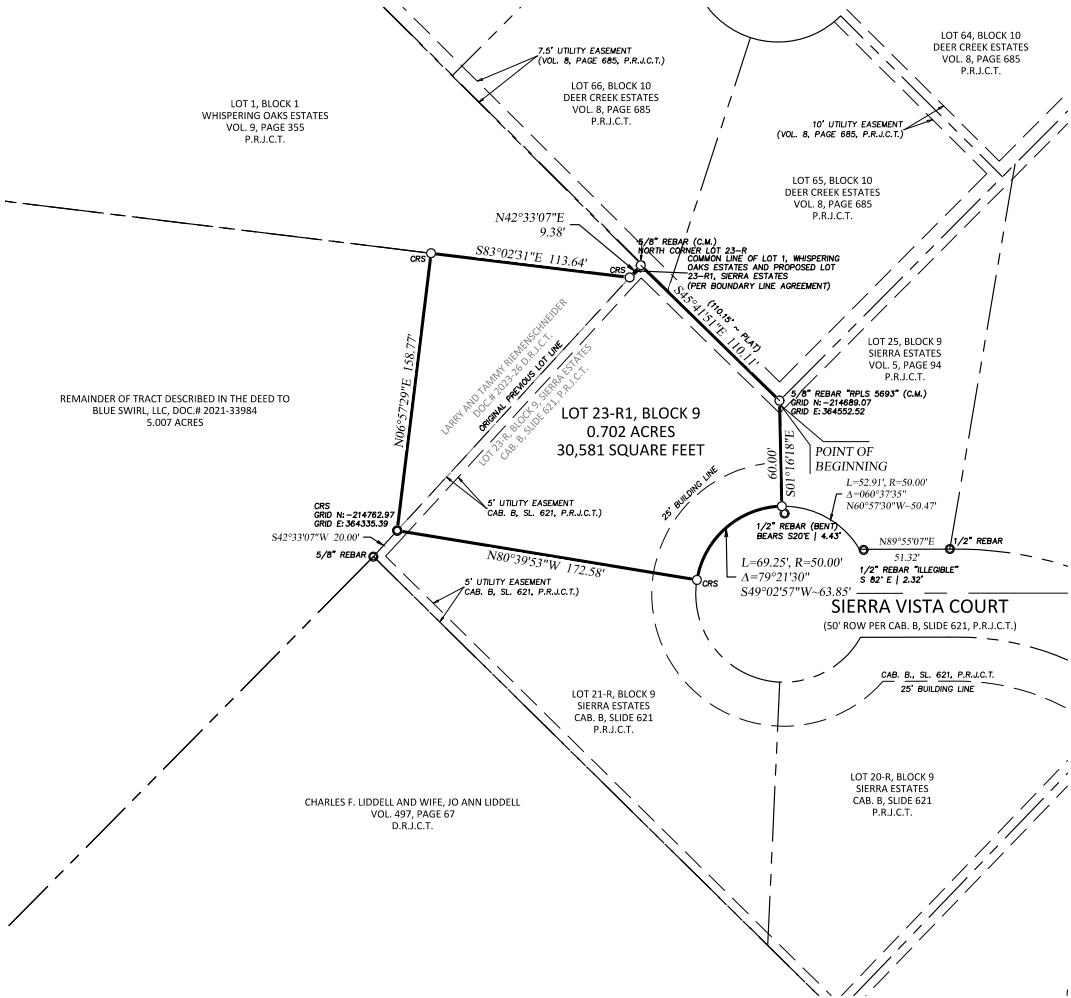 LOT 64, BLOCK 10
DEER CREEK ESTATES
VOL. 8, PAGE 685
P.R.J.C.T.
7.5' UTILITY EASEMENT
(VOL. 8, PAGE 685, P.R.J.C.T.)
LOT 66, BLOCK 10
DEER CREEK ESTATES
VOL. 8, PAGE 685
P.R.J.C.T.
LOT 1, BLOCK 1
WHISPERING OAKS ESTATES
VOL. 9, PAGE 355
P.R.J.C.T.
10' UTILITY EASEMENT
(VOL. 8, PAGE 685, P.R.J.C.T.)
LOT 65, BLOCK 10
DEER CREEK ESTATES
VOL. 8, PAGE 685
P.R.J.C.T.
N42°33'07"E
9.38'
5/8" REBAR (C.M.)
NORTH CORNER LOT 23-R
COMMON LINE OF LOT 1, WHISPERING
OAKS ESTATES AND PROPOSED LOT
23-R1, SIERRA ESTATES
(PER BOUNDARY LINE AGREEMENT)
CRS
S83°02'31"E 113.64'
CRS
(110.15' ~ PLAT)
S45°41'51"E 110.11'
LOT 25, BLOCK 9
SIERRA ESTATES
VOL. 5, PAGE 94
P.R.J.C.T.
N06°57'29"E 158.77'
LARRY AND TAMMY RIEMENSCHNEIDER
DOC.# 2023-26 D.R.J.C.T.
ORIGINAL PREVIOUS LOT LINE
LOT 23-R, BLOCK 9, SIERRA ESTATES
CAB. B, SLIDE 621, P.R.J.C.T.
REMAINDER OF TRACT DESCRIBED IN THE DEED TO
BLUE SWIRL, LLC, DOC.# 2021-33984
5.007 ACRES
5/8" REBAR "RPLS 5693" (C.M.)
GRID N:-214689.07
GRID E:364552.52
LOT 23-R1, BLOCK 9
0.702 ACRES
30,581 SQUARE FEET
S01°16'18"E
60.00'
POINT OF
BEGINNING
L=52.91', R=50.00'
Δ=060°37'35"
N60°57'30W~50.47'
25' BUILDING LINE
5' UTILITY EASEMENT
CAB. B, SL. 621, P.R.J.C.T.)
CRS
GRID N:-214762.97
GRID E:364335.39
S42°33'07"W 20.00'
5/8" REBAR
1/2" REBAR (BENT)
BEARS S20'E | 4.43'
N89°55'07"E
51.32'
1/2" REBAR
1/2" REBAR "ILLEGIBLE"
S 82' E | 2.32'
N80°39'53"W 172.58'
CRS
L=69.25', R=50.00'
Δ=79°21'30"
S49°02'57"W~63.85'
5' UTILITY EASEMENT
CAB. B, SL. 621, P.R.J.C.T.)
SIERRA VISTA COURT
(50' ROW PER CAB. B, SLIDE 621, P.R.J.C.T.)
CAB. B., SL. 621, P.R.J.C.T.
25' BUILDING LINE
LOT 21-R, BLOCK 9
SIERRA ESTATES
CAB. B, SLIDE 621
P.R.J.C.T.
LOT 20-R, BLOCK 9
SIERRA ESTATES
CAB. B, SLIDE 621
P.R.J.C.T.
CHARLES F. LIDDELL AND WIFE, JO ANN LIDDELL
VOL. 497, PAGE 67
D.R.J.C.T.